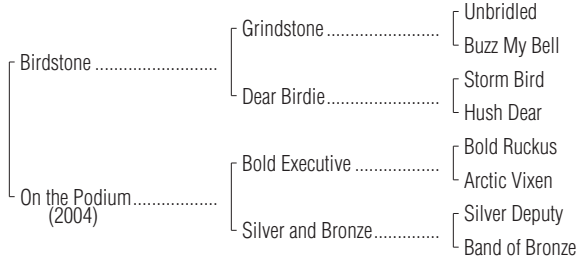 Unbridled
Grindstone
Buzz My Bell
Birdstone
Storm Bird
Dear Birdie
Hush Dear
Bold Ruckus
Bold Executive
Arctic Vixen
On the Podium
(2004)
Silver Deputy
Silver and Bronze
Band of Bronze